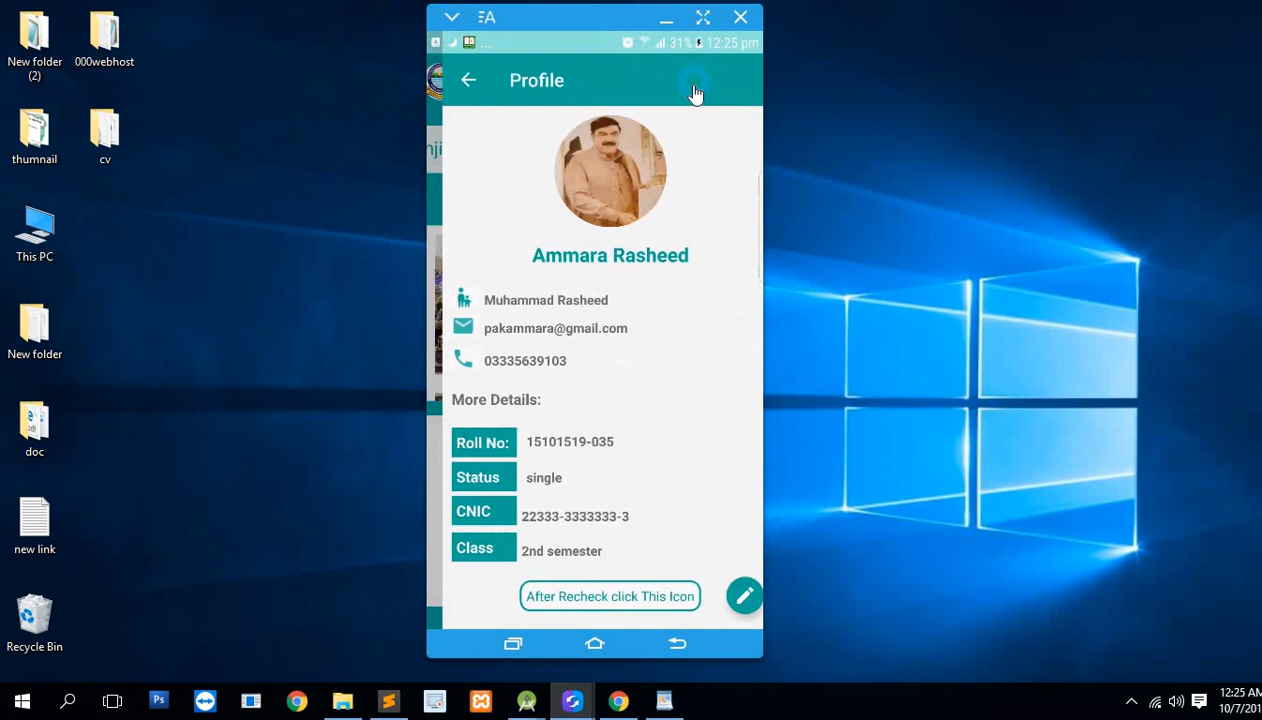 New folder
(2)
000webhost
thumnail
cv
This PC
New folder
doc
new link
Recycle Bin
A
A
...
31%
12:25 pm
Profile
nji
Ammara Rasheed
Muhammad Rasheed
pakammara@gmail.com
03335639103
More Details:
Roll No: 15101519-035
Status single
CNIC 22333-3333333-3
Class 2nd semester
After Recheck click This Icon
Ps
12:25 AM
10/7/201